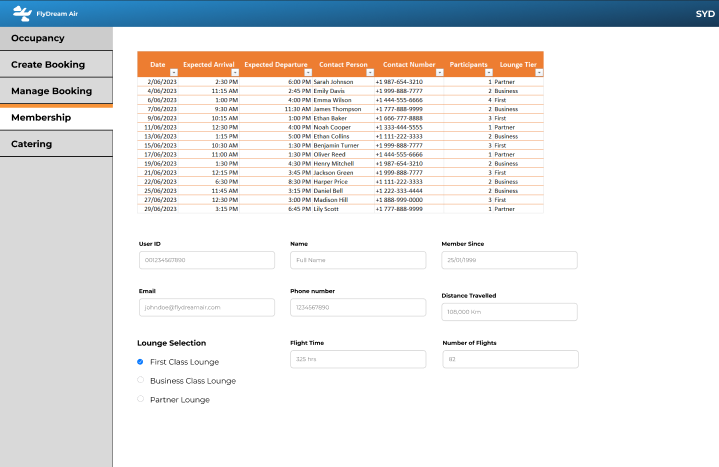 FlyDream Air
SYD
Occupancy
Create Booking
Manage Booking
Membership
Catering
Date Expected Arrival Expected Departure Contact Person Contact Number Participants Lounge Tier
2/06/2023 2:30 PM 6:00 PM Sarah Johnson +1 987-654-3210 1 Partner
4/06/2023 11:15 AM 2:45 PM Emily Davis +1 999-888-7777 2 Business
6/06/2023 1:00 PM 4:00 PM Emma Wilson +1 444-555-6666 4 First
7/06/2023 9:30 AM 11:30 AM James Thompson +1 777-888-9999 2 Business
9/06/2023 10:15 AM 1:00 PM Ethan Baker +1 666-777-8888 3 First
11/06/2023 12:30 PM 4:00 PM Noah Cooper +1 333-444-5555 1 Partner
13/06/2023 1:15 PM 5:00 PM Ethan Collins +1 111-222-3333 2 Business
15/06/2023 10:30 AM 1:30 PM Benjamin Turner +1 999-888-7777 3 First
17/06/2023 11:00 AM 1:30 PM Oliver Reed +1 444-555-6666 1 Partner
19/06/2023 1:30 PM 4:30 PM Henry Mitchell +1 987-654-3210 2 Business
21/06/2023 12:15 PM 3:45 PM Jackson Green +1 999-888-7777 3 First
22/06/2023 6:30 PM 8:30 PM Harper Price +1 111-222-3333 2 Business
25/06/2023 11:45 AM 3:15 PM Daniel Bell +1 222-333-4444 2 Business
27/06/2023 12:30 PM 3:00 PM Madison Hill +1 888-999-0000 3 First
29/06/2023 3:15 PM 6:45 PM Lily Scott +1 777-888-9999 1 Partner
User ID
001234567890
Name
Full Name
Member Since
25/01/1999
Email
johndoe@flydreamair.com
Phone number
1234567890
Distance Travelled
108,000 km
Lounge Selection
First Class Lounge
Business Class Lounge
Partner Lounge
Flight Time
325 hrs
Number of Flights
82